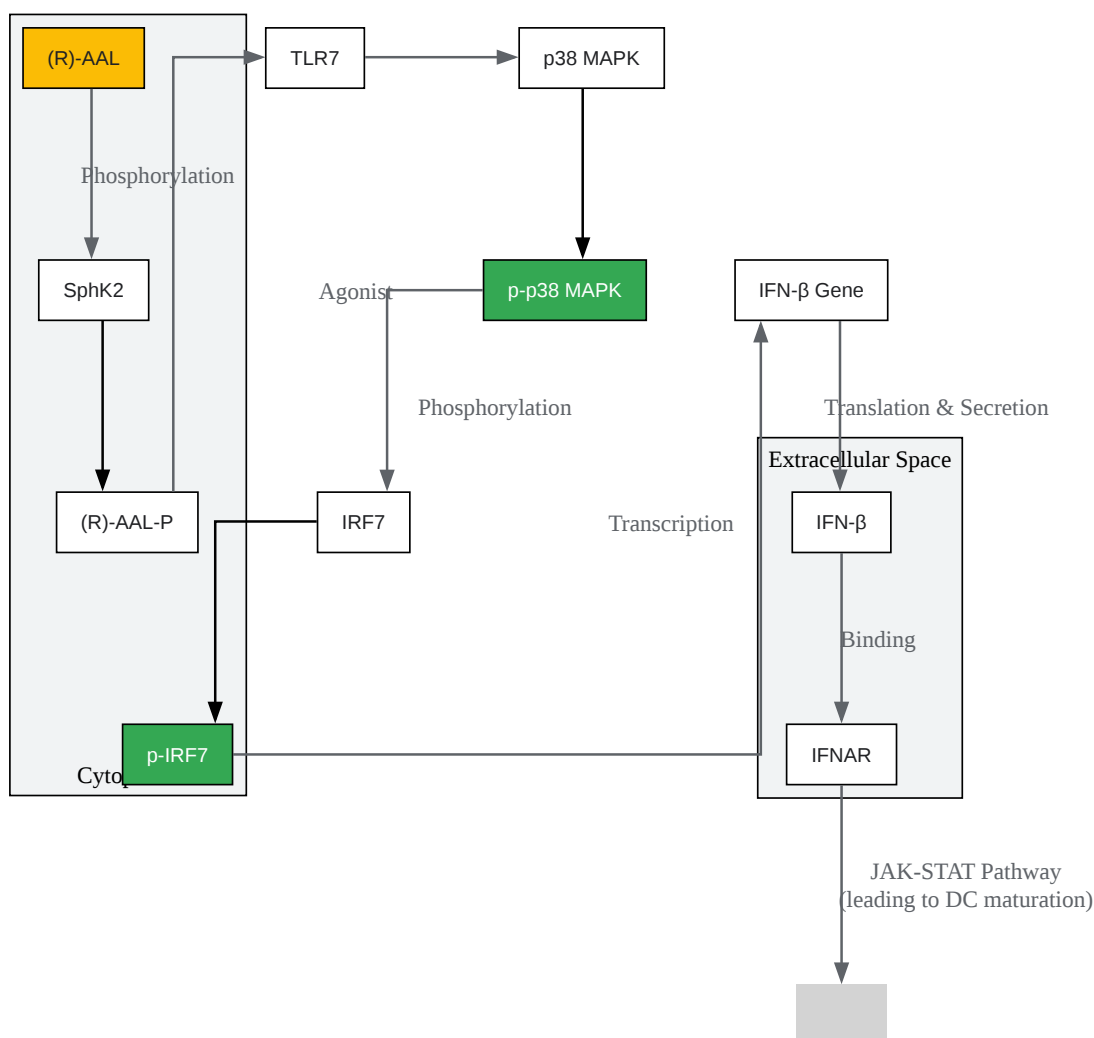 (R)-AAL
TLR7
p38 MAPK
Phosphorylation
SphK2
Agonist
p-p38 MAPK
IFN-β Gene
Phosphorylation
Translation & Secretion
Extracellular Space
(R)-AAL-P
IRF7
Transcription
IFN-β
Binding
p-IRF7
IFNAR
JAK-STAT Pathway
(leading to DC maturation)